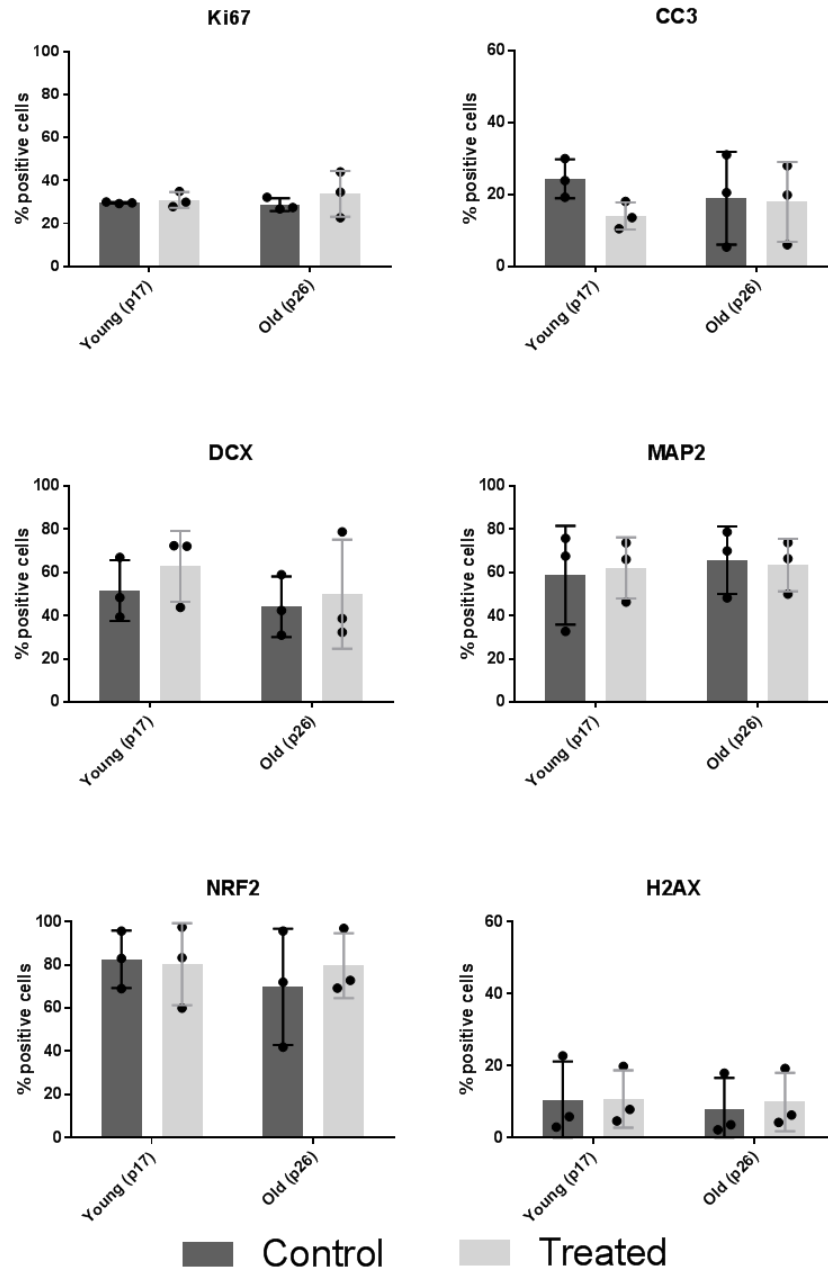 Ki67
% positive cells
100
80
60
40
20
0
Young (p17)
Old (p26)
CC3
% positive cells
60
40
20
0
Young (p17)
Old (p26)
DCX
% positive cells
100
80
60
40
20
0
Young (p17)
Old (p26)
MAP2
% positive cells
100
80
60
40
20
0
Young (p17)
Old (p26)
NRF2
% positive cells
100
80
60
40
20
0
Young (p17)
Old (p26)
H2AX
% positive cells
60
40
20
0
Young (p17)
Old (p26)
Control
Treated